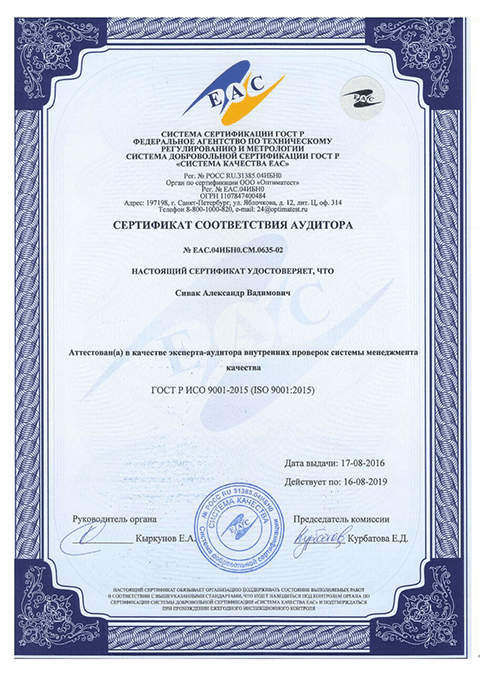 ЕАС
ЕАС
СИСТЕМА СЕРТИФИКАЦИИ ГОСТ Р
ФЕДЕРАЛЬНОЕ АГЕНТСТВО ПО ТЕХНИЧЕСКОМУ
РЕГУЛИРОВАНИЮ И МЕТРОЛОГИИ
СИСТЕМА ДОБРОВОЛЬНОЙ СЕРТИФИКАЦИИ ГОСТ Р
«СИСТЕМА КАЧЕСТВА ЕАС»
Рег. № РОСС RU.31385.04ИБН0
Орган по сертификации ООО «Оптиматест»
Рег. № ЕАС.04ИБН0
ОГРН 1107847400484
Адрес: 197198, г. Санкт-Петербург, ул. Яблочкова, д. 12, лит. Ц, оф. 314
Телефон 8-800-1000-820, e-mail: 24@optimatest.ru
СЕРТИФИКАТ СООТВЕТСТВИЯ АУДИТОРА
№ ЕАС.04ИБН0.СМ.0635-02
НАСТОЯЩИЙ СЕРТИФИКАТ УДОСТОВЕРЯЕТ, ЧТО
Сивак Александр Вадимович
ЕАС
Аттестован(а) в качестве эксперта-аудитора внутренних проверок системы менеджмента
качества
ГОСТ Р ИСО 9001-2015 (ISO 9001:2015)
Дата выдачи: 17-08-2016
Действует по: 16-08-2019
№ РОСС RU 31385.04ИБН0
СИСТЕМА КАЧЕСТВА
ЕАС
Система добровольной сертификации
Руководитель органа
Кыркунов Е.А.
Председатель комиссии
Курбатова Е.Д.
НАСТОЯЩИЙ СЕРТИФИКАТ ОБЯЗЫВАЕТ ОРГАНИЗАЦИЮ ПОДДЕРЖИВАТЬ СОСТОЯНИЕ ВЫПОЛНЯЕМЫХ РАБОТ
В СООТВЕТСТВИИ С ВЫШЕУКАЗАННЫМИ СТАНДАРТАМИ, ЧТО БУДЕТ НАХОДИТЬСЯ ПОД КОНТРОЛЕМ ОРГАНА ПО
СЕРТИФИКАЦИИ СИСТЕМЫ ДОБРОВОЛЬНОЙ СЕРТИФИКАЦИИ «СИСТЕМА КАЧЕСТВА ЕАС» И ПОДТВЕРЖДАТЬСЯ
ПРИ ПРОХОЖДЕНИИ ЕЖЕГОДНОГО ИНСПЕКЦИОННОГО КОНТРОЛЯ